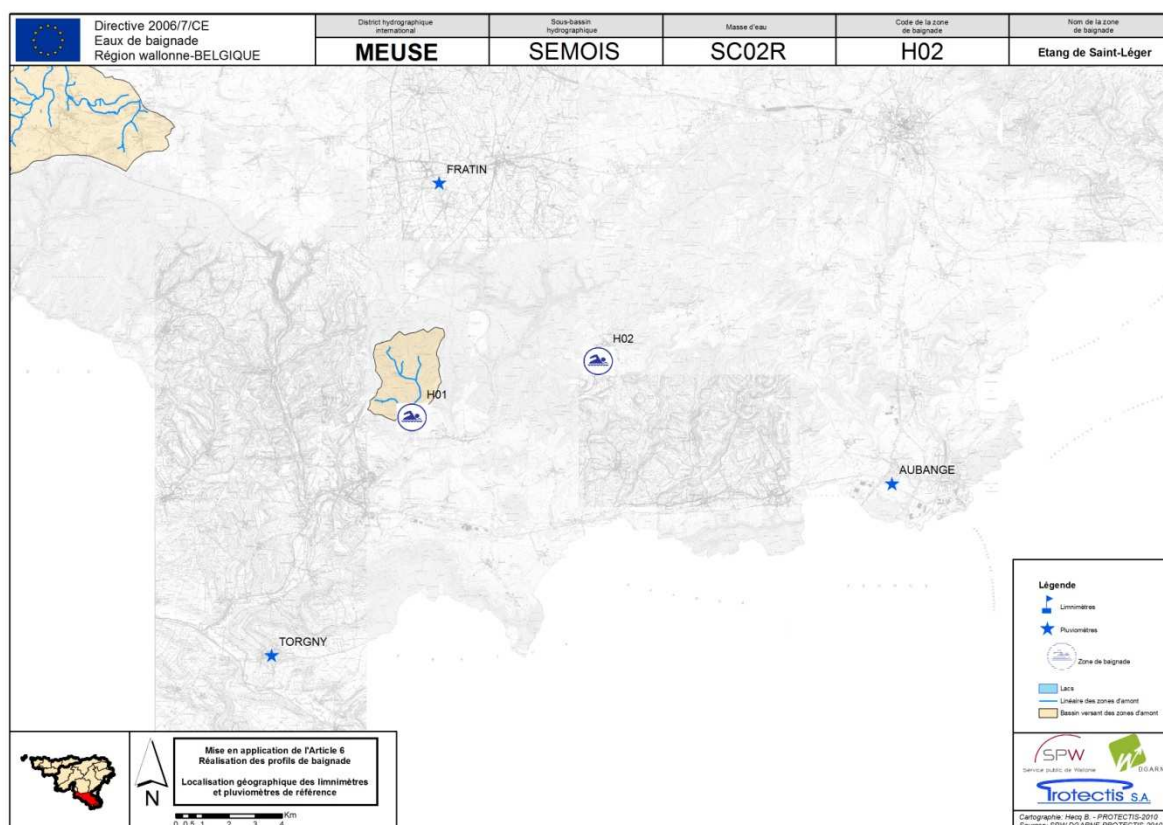 Directive 2006/7/CE
Eaux de baignade
Région wallonne-BELGIQUE
District hydrographique
international
MEUSE
Sous-bassin
hydrographique
SEMOIS
Masse d'eau
SC02R
Code de la zone
de baignade
H02
Nom de la zone
de baignade
Etang de Saint-Léger
FRATIN
H02
H01
AUBANGE
TORGNY
Légende
Limnimètres
Pluviomètres
Zone de baignade
Lacs
Linéaire des zones d'amont
Bassin versant des zones d'amont
N
Mise en application de l'Article 6
Réalisation des profils de baignade
Localisation géographique des limnimètres
et pluviomètres de référence
Km
0 0.5 1 2 3 4
SPW
Service public de Wallonie
Protectis S.A.
Cartographie: Hecq B. - PROTECTIS-2010